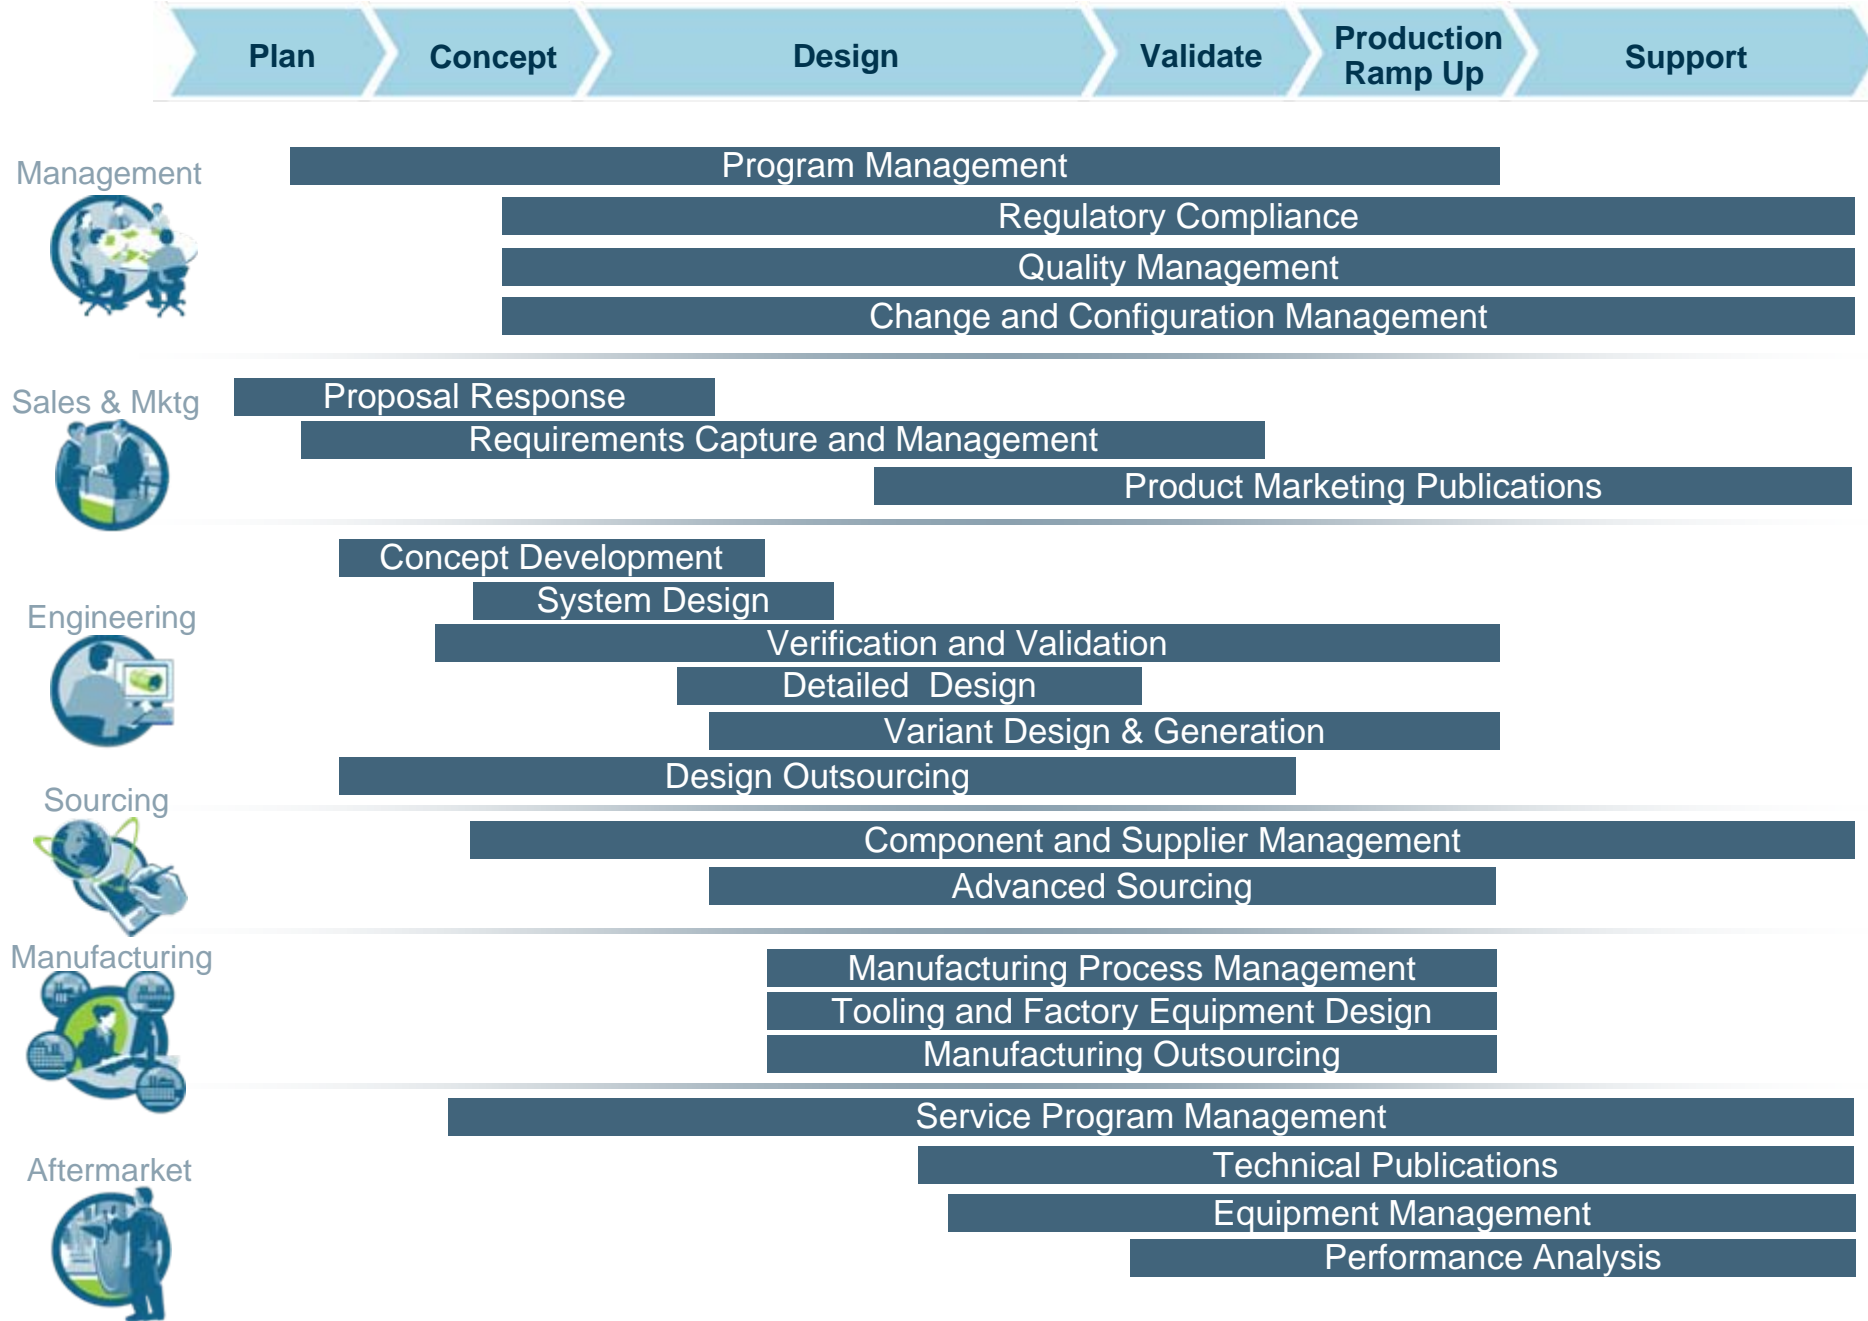 Plan
Concept
Design
Validate
Production
Ramp Up
Support
Management
Program Management
Regulatory Compliance
Quality Management
Change and Configuration Management
Sales & Mktg
Proposal Response
Requirements Capture and Management
Product Marketing Publications
Engineering
Concept Development
System Design
Verification and Validation
Detailed  Design
Variant Design & Generation
Design Outsourcing
Sourcing
Component and Supplier Management
Advanced Sourcing
Manufacturing
Manufacturing Process Management
Tooling and Factory Equipment Design
Manufacturing Outsourcing
Aftermarket
Service Program Management
Technical Publications
Equipment Management
Performance Analysis